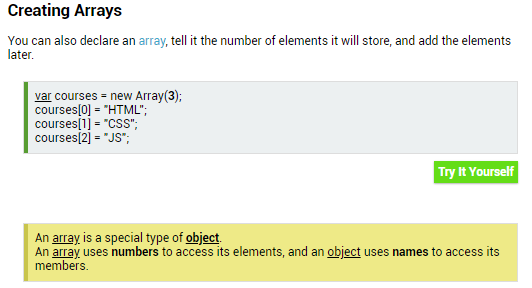 Creating Arrays
You can also declare an array, tell it the number of elements it will store, and add the elements
later.
var courses = new Array(3);
courses[0] = "HTML";
courses[1] = "CSS";
courses[2] = "JS";
Try It Yourself
An array is a special type of object.
An array uses numbers to access its elements, and an object uses names to access its
members.